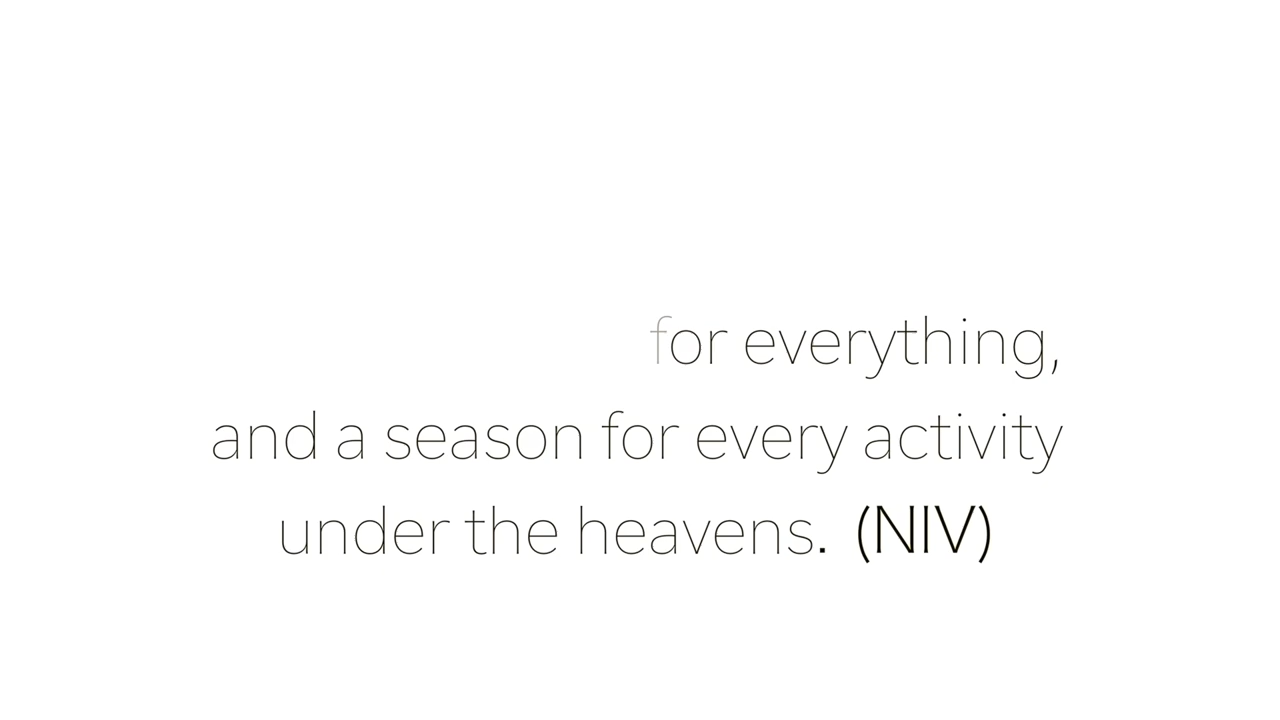 for everything,
and a season for every activity
under the heavens. (NIV)